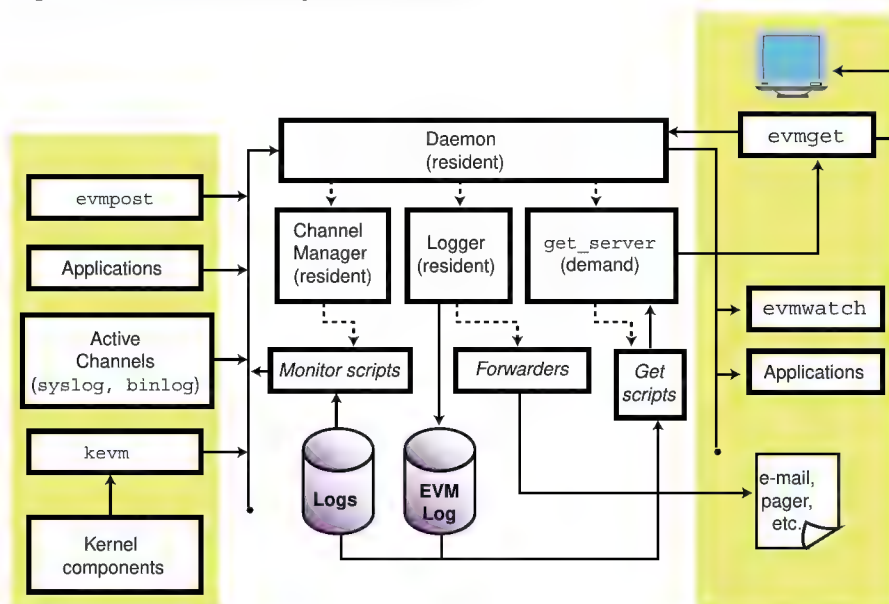 Daemon
(resident)
evmget
evmpost
Channel
Manager
(resident)
Logger
(resident)
get_server
(demand)
Applications
evmwatch
Active
Channels
(syslog, binlog)
Monitor scripts
Forwarders
Get
scripts
Applications
kevm
Logs
EVM
Log
e-mail,
pager,
etc.
Kernel
components